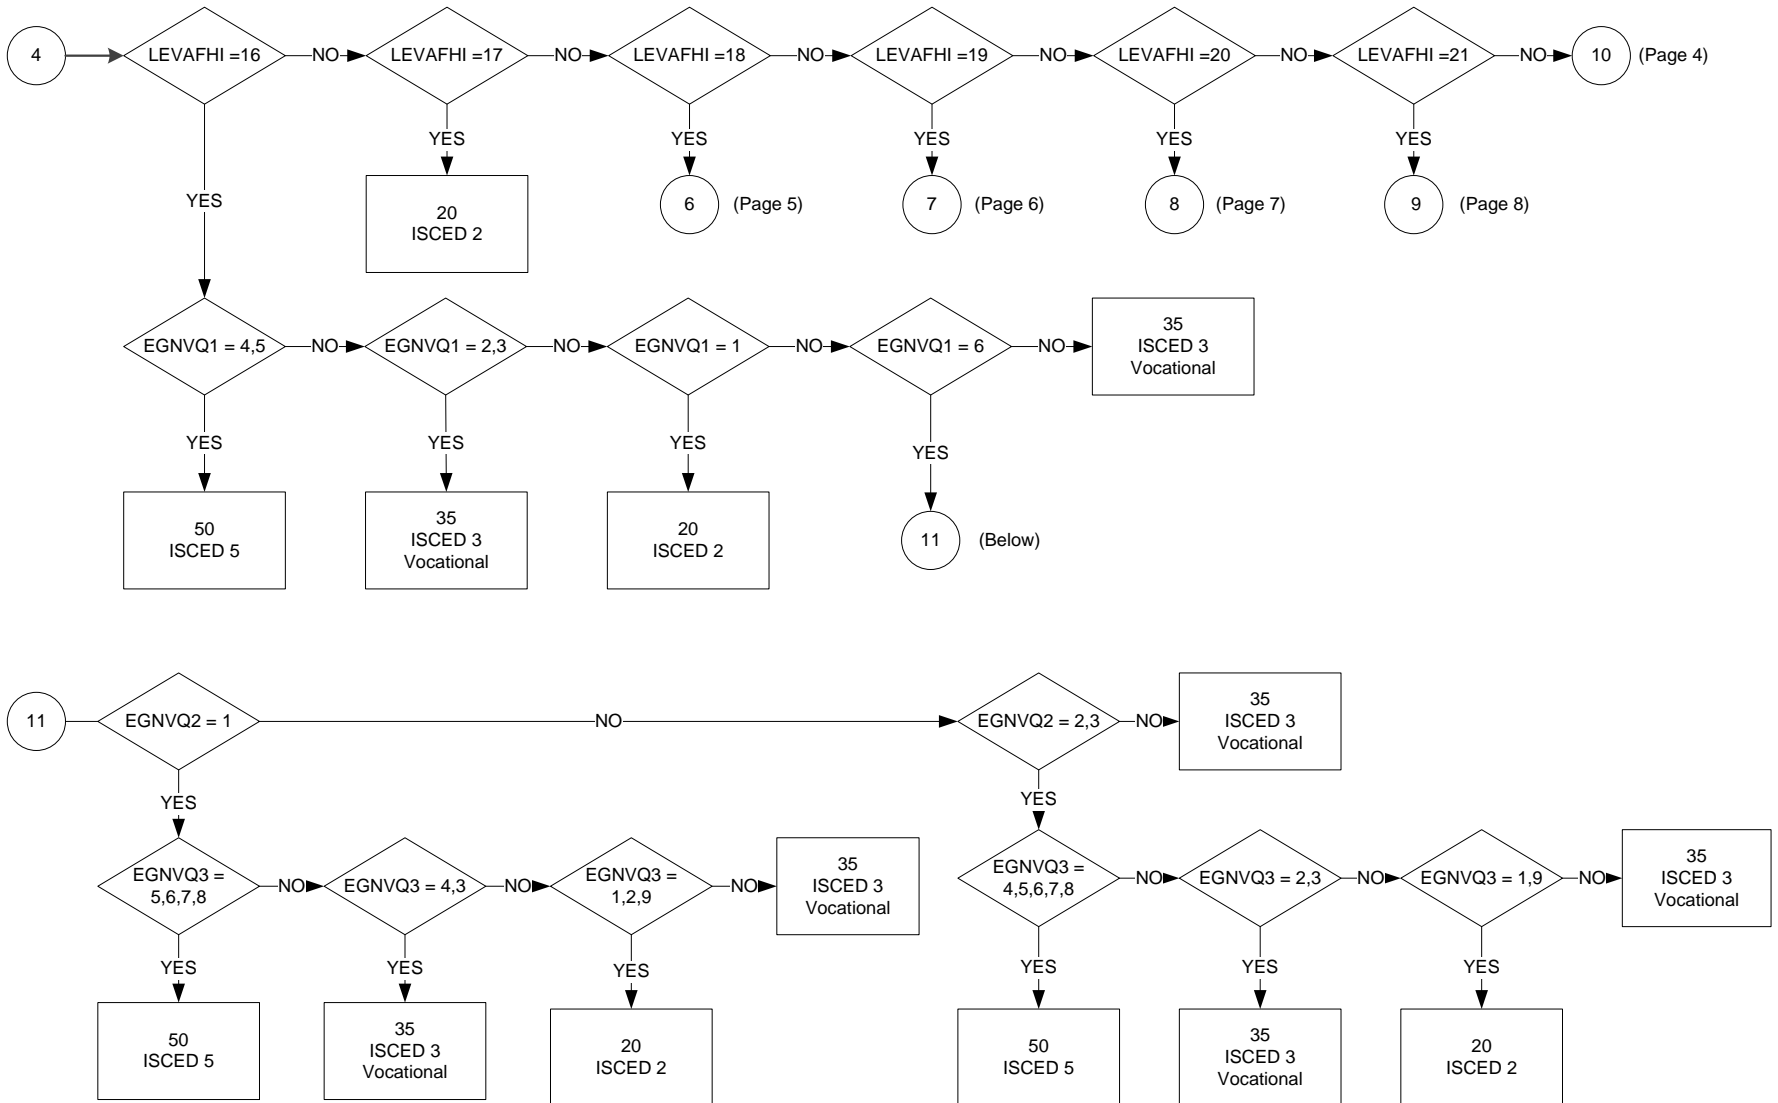 4
LEVAFHI =16
NO
LEVAFHI =17
NO
LEVAFHI =18
NO
LEVAFHI =19
NO
LEVAFHI =20
NO
LEVAFHI =21
NO
10
(Page 4)
YES
YES
YES
YES
YES
YES
20
ISCED 2
6
(Page 5)
7
(Page 6)
8
(Page 7)
9
(Page 8)
EGNVQ1 = 4,5
NO
EGNVQ1 = 2,3
NO
EGNVQ1 = 1
NO
EGNVQ1 = 6
NO
35
ISCED 3
Vocational
YES
YES
YES
YES
50
ISCED 5
35
ISCED 3
Vocational
20
ISCED 2
11
(Below)
11
EGNVQ2 = 1
NO
EGNVQ2 = 2,3
NO
35
ISCED 3
Vocational
YES
YES
EGNVQ3 =
5,6,7,8
NO
EGNVQ3 = 4,3
NO
EGNVQ3 =
1,2,9
NO
35
ISCED 3
Vocational
EGNVQ3 =
4,5,6,7,8
NO
EGNVQ3 = 2,3
NO
EGNVQ3 = 1,9
NO
35
ISCED 3
Vocational
YES
YES
YES
YES
YES
YES
50
ISCED 5
35
ISCED 3
Vocational
20
ISCED 2
50
ISCED 5
35
ISCED 3
Vocational
20
ISCED 2